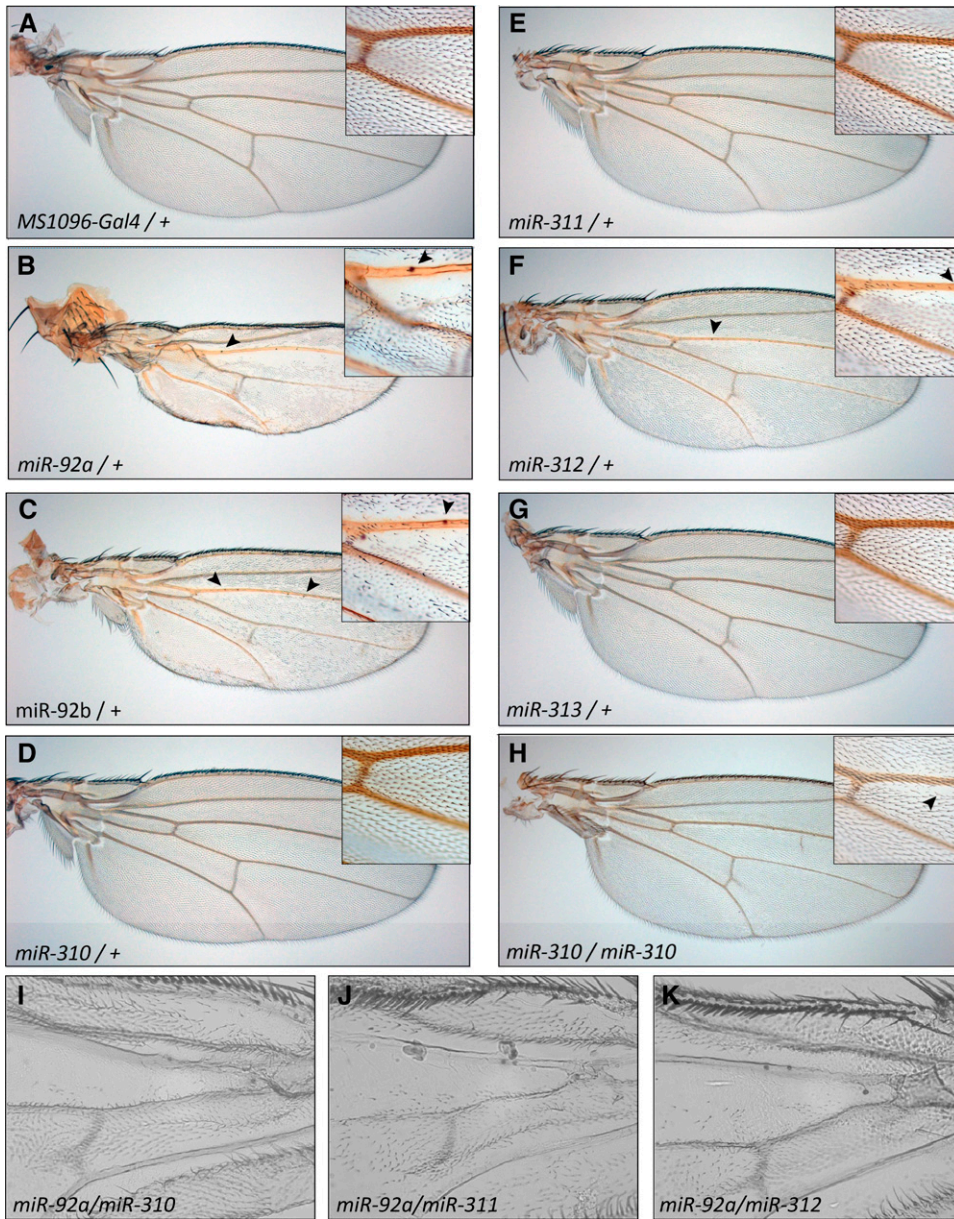 A
MS1096-Gal4 / +
B
miR-92a / +
C
miR-92b / +
D
miR-310 / +
E
miR-311 / +
F
miR-312 / +
G
miR-313 / +
H
miR-310 / miR-310
I
miR-92a/miR-310
J
miR-92a/miR-311
K
miR-92a/miR-312